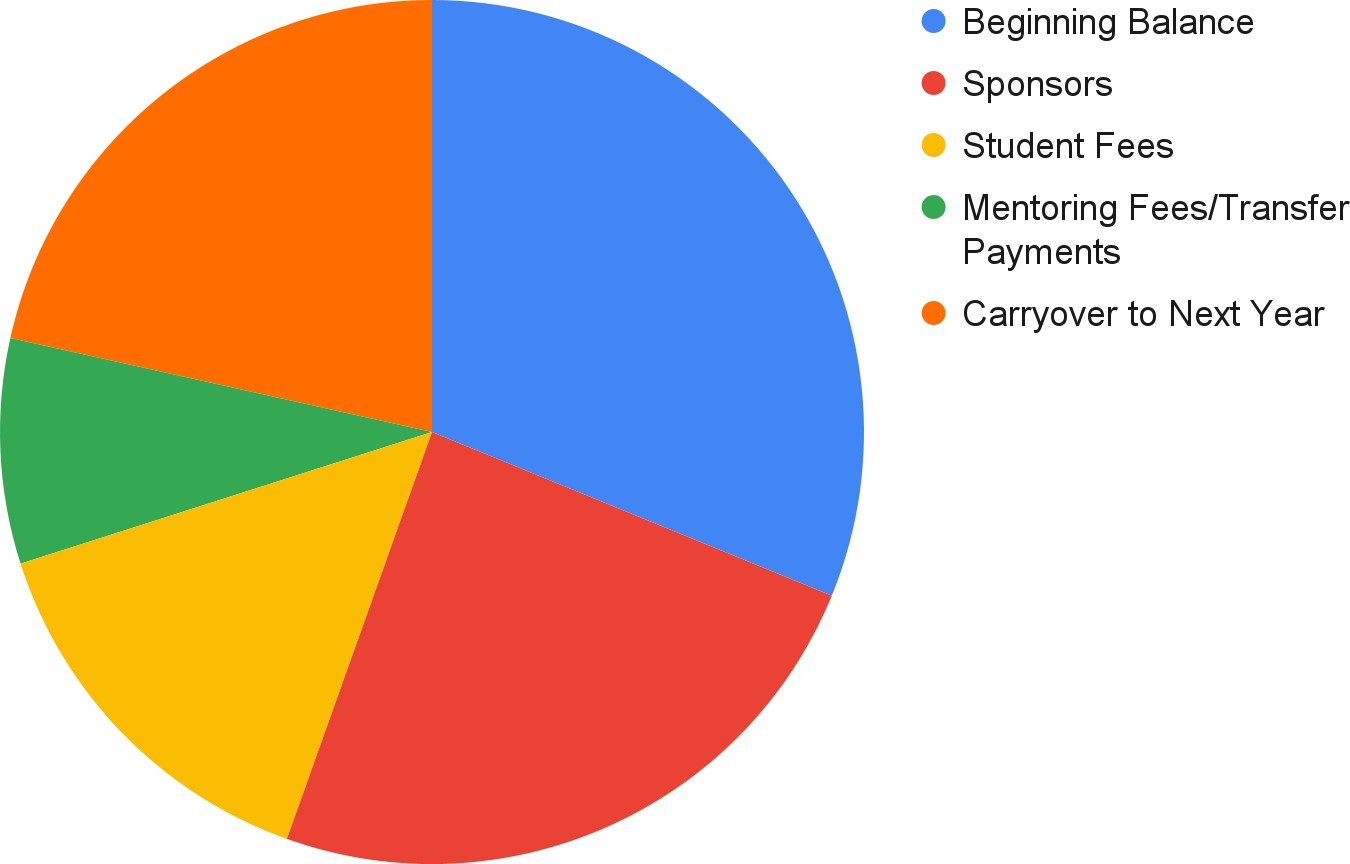 Beginning Balance
Sponsors
Student Fees
Mentoring Fees/Transfer
Payments
Carryover to Next Year